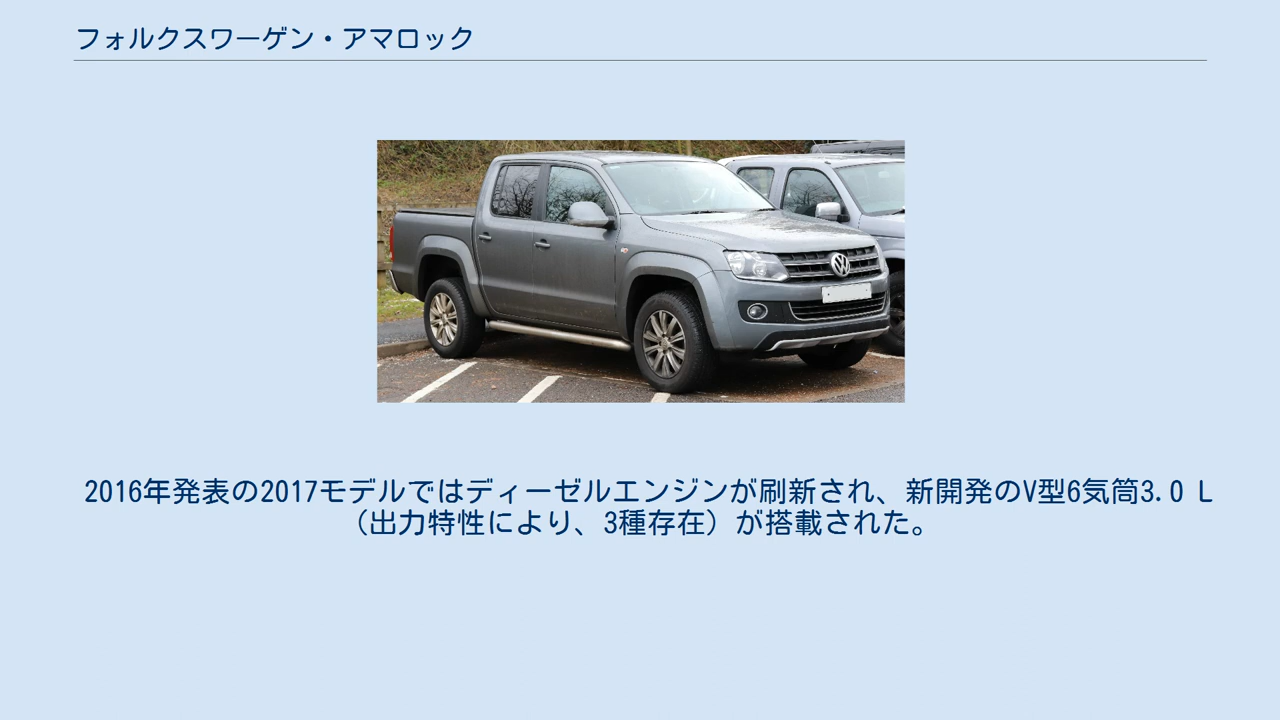 フォルクスワーゲン・アマロック
2016年発表の2017モデルではディーゼルエンジンが刷新され、新開発のV型6気筒3.0 L
（出力特性により、3種存在）が搭載された。